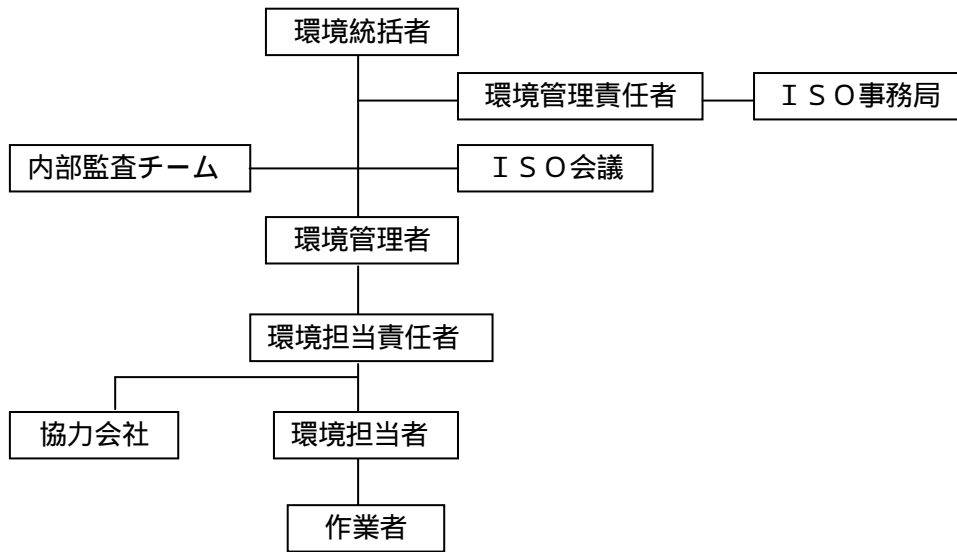 環境統括者
環境管理責任者
ＩＳＯ事務局
内部監査チーム
ＩＳＯ会議
環境管理者
環境担当責任者
協力会社
環境担当者
作業者